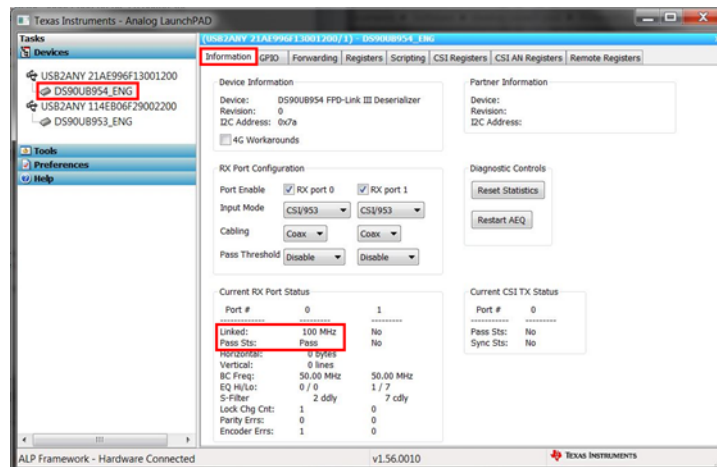 Texas Instruments - Analog LaunchPAD
Tasks
Devices
USB2ANY 21AE996F13001200
DS90UB954_ENG
USB2ANY 114EB06F29002200
DS90UB953_ENG
Tools
Preferences
Help
(USB2ANY 21AE996F13001200/1) - DS90UB954_ENG
Information GPIO Forwarding Registers Scripting CSI Registers CSI AN Registers Remote Registers
Device Information
Device: DS90UB954 FPD-Link III Deserializer
Revision: 0
I2C Address: 0x7a
4G Workarounds
Partner Information
Device:
Revision:
I2C Address:
RX Port Configuration
Port Enable RX port 0 RX port 1
Input Mode CSI/953 CSI/953
Cabling Coax Coax
Pass Threshold Disable Disable
Diagnostic Controls
Reset Statistics
Restart AEQ
Current RX Port Status
Port # 0 1
------------ --------- ---------
Linked: 100 MHz No
Pass Sts: Pass No
Horizontal: 0 bytes
Vertical: 0 lines
BC Freq: 50.00 MHz 50.00 MHz
EQ Hi/Lo: 0 / 0 1 / 7
S-Filter 2 ddly 7 cdly
Lock Chg Cnt: 1 0
Parity Errs: 0 0
Encoder Errs: 1 0
Current CSI TX Status
Port # 0
------------ ---------
Pass Sts: No
Sync Sts: No
ALP Framework - Hardware Connected v1.56.0010 TEXAS INSTRUMENTS